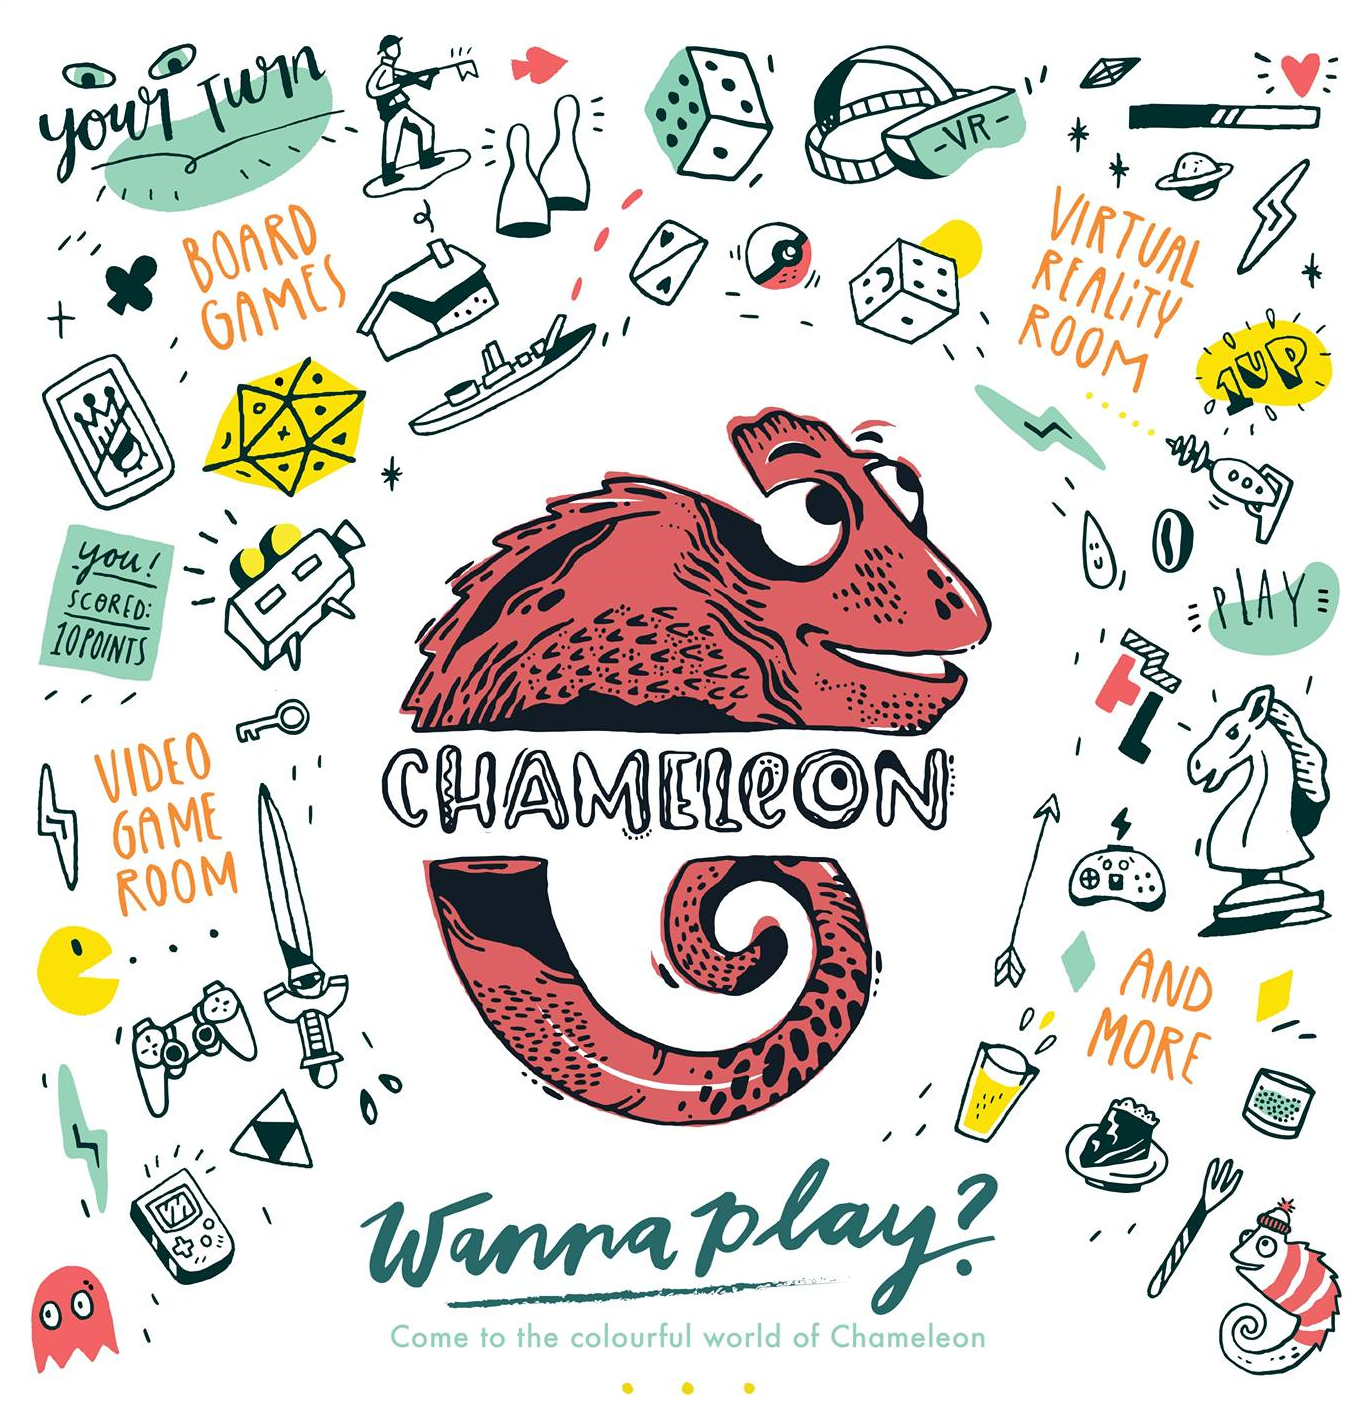 your turn
-VR-
BOARD
GAMES
VIRTUAL
REALITY
ROOM
1UP
you!
SCORED:
10POINTS
PLAY
CHAMELEON
VIDEO
GAME
ROOM
AND
MORE
Wanna play?
Come to the colourful world of Chameleon